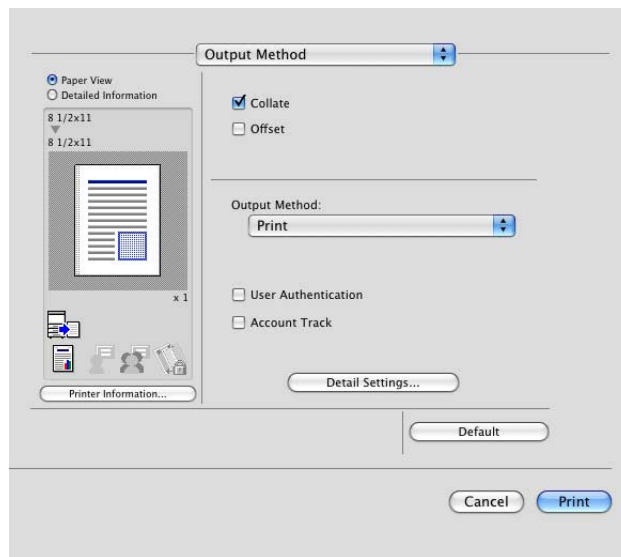 Output Method
Paper View
Detailed Information
8 1/2x11
8 1/2x11
x 1
Printer Information...
Collate
Offset
Output Method:
Print
User Authentication
Account Track
Detail Settings...
Default
Cancel
Print